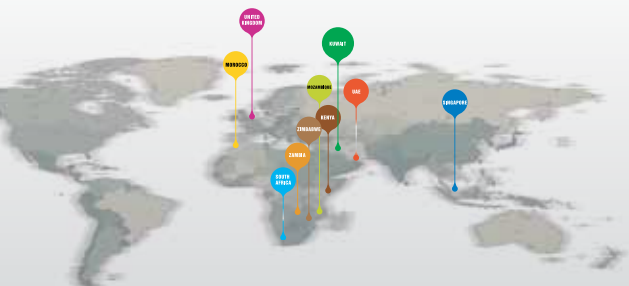 UNITED
KINGDOM
KUWAIT
MOROCCO
MOZAMBIQUE
UAE
SINGAPORE
KENYA
ZIMBABWE
ZAMBIA
SOUTH
AFRICA